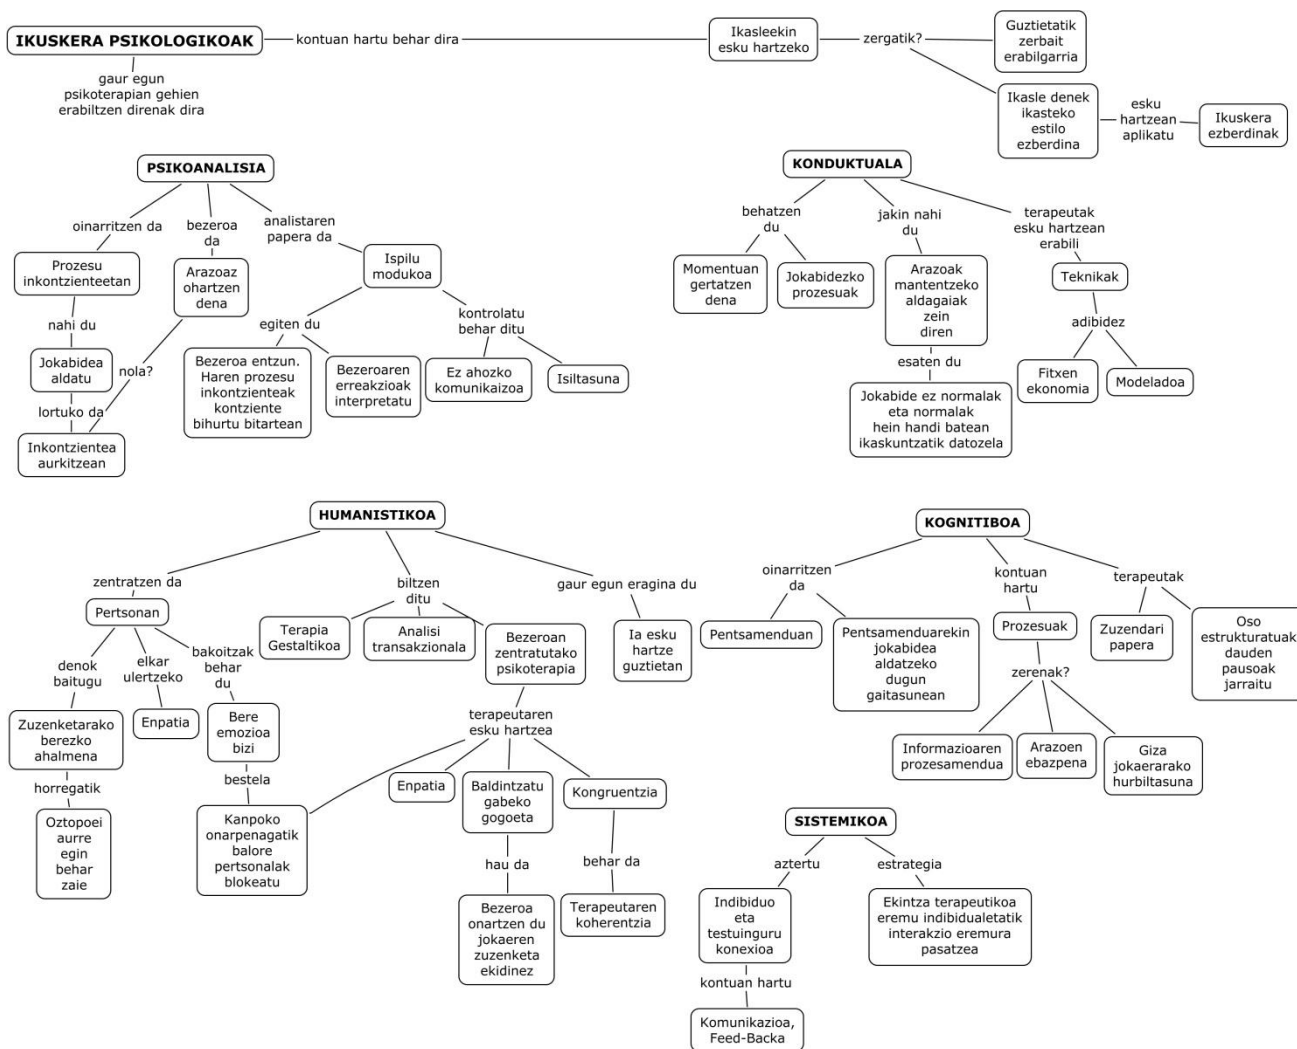 IKUSKERA PSIKOLOGIKOAK
kontuan hartu behar dira
Ikasleekin
esku hartzeko
zergatik?
Guztietatik
zerbait
erabilgarria
gaur egun
psikoterapian gehien
erabiltzen direnak dira
Ikasle denek
ikasteko
estilo
ezberdina
esku
hartzean
aplikatu
Ikuskera
ezberdinak
PSIKOANALISIA
oinarritzen da
bezeroa
da
analistaren
papera da
Prozesu
inkontzienteetan
Arazoaz
ohartzen
dena
Ispilu
modukoa
nahi du
egiten du
kontrolatu
behar ditu
Jokabidea
aldatu
nola?
Bezeroa entzun.
Haren prozesu
inkontzienteak
kontziente
bihurtu bitartean
Bezeroaren
erreakzioak
interpretatu
Ez ahozko
komunikaizoa
Isiltasuna
lortuko da
Inkontzientea
aurkitzean
KONDUKTUALA
behatzen
du
jakin nahi
du
terapeutak
esku hartzean
erabili
Momentuan
gertatzen
dena
Jokabidezko
prozesuak
Arazoak
mantentzeko
aldagaiak
zein
diren
Teknikak
adibidez
esaten du
Fitxen
ekonomia
Modeladoa
Jokabide ez normalak
eta normalak
hein handi batean
ikaskuntzatik datozela
HUMANISTIKOA
zentratzen da
biltzen
ditu
gaur egun eragina du
Pertsonan
Terapia
Gestaltikoa
Analisi
transakzionala
Bezeroan
zentratutako
psikoterapia
Ia esku
hartze
guztietan
denok
baitugu
elkar
ulertzeko
bakoitzak
behar
du
Zuzenketarako
berezko
ahalmena
Enpatia
Bere
emozioa
bizi
terapeutaren
esku hartzea
horregatik
bestela
Oztopoei
aurre
egin
behar
zaie
Kanpoko
onarpenagatik
balore
pertsonalak
blokeatu
Enpatia
Baldintzatu
gabeko
gogoeta
Kongruentzia
hau da
behar da
Bezeroa
onartzen du
jokaeren
zuzenketa
ekidinez
Terapeutaren
koherentzia
KOGNITIBOA
oinarritzen
da
kontuan
hartu
terapeutak
Pentsamenduan
Pentsamenduarekin
jokabidea
aldatzeko
dugun
gaitasunean
Prozesuak
Zuzendari
papera
Oso
estrukturatuak
dauden
pausoak
jarraitu
zerenak?
Informazioaren
prozesamendua
Arazoen
ebazpena
Giza
jokaerarako
hurbiltasuna
SISTEMIKOA
aztertu
estrategia
Indibiduo
eta
testuinguru
konexioa
Ekintza terapeutikoa
eremu indibidualetatik
interakzio eremura
pasatzea
kontuan hartu
Komunikazioa,
Feed-Backa